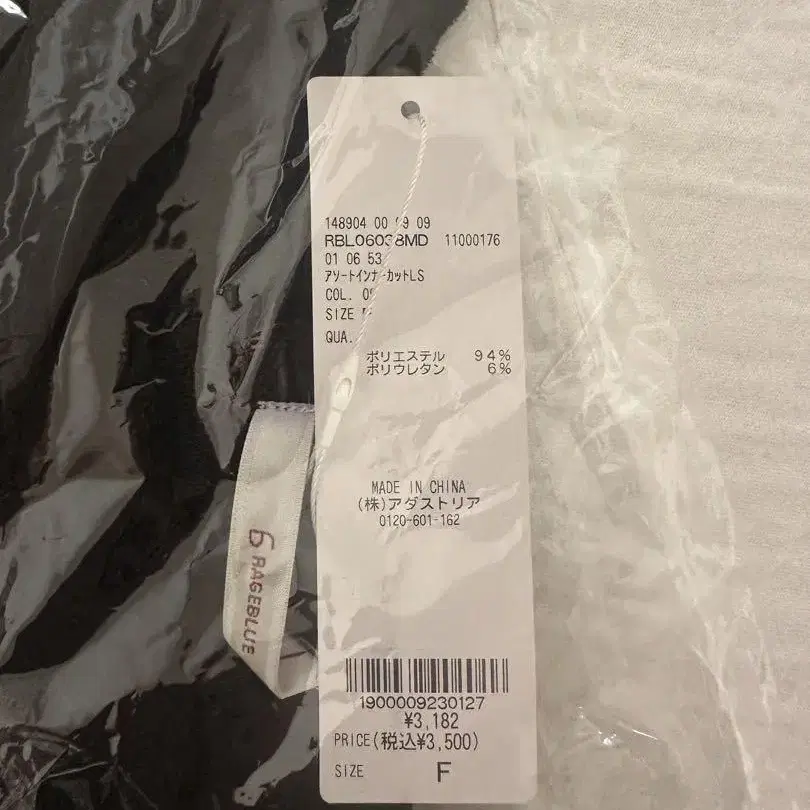 148904 00 09 09
RBL06038MD 11000176
01 06 53
ｱｿｰﾄｲﾝﾅｰｶｯﾄLS
COL. 09
SIZE F
QUA.
ポリエステル 94%
ポリウレタン 6%
MADE IN CHINA
(株)アダストリア
0120-601-162
RAGEBLUE
1900009230127
¥3,182
PRICE(税込¥3,500)
SIZE F